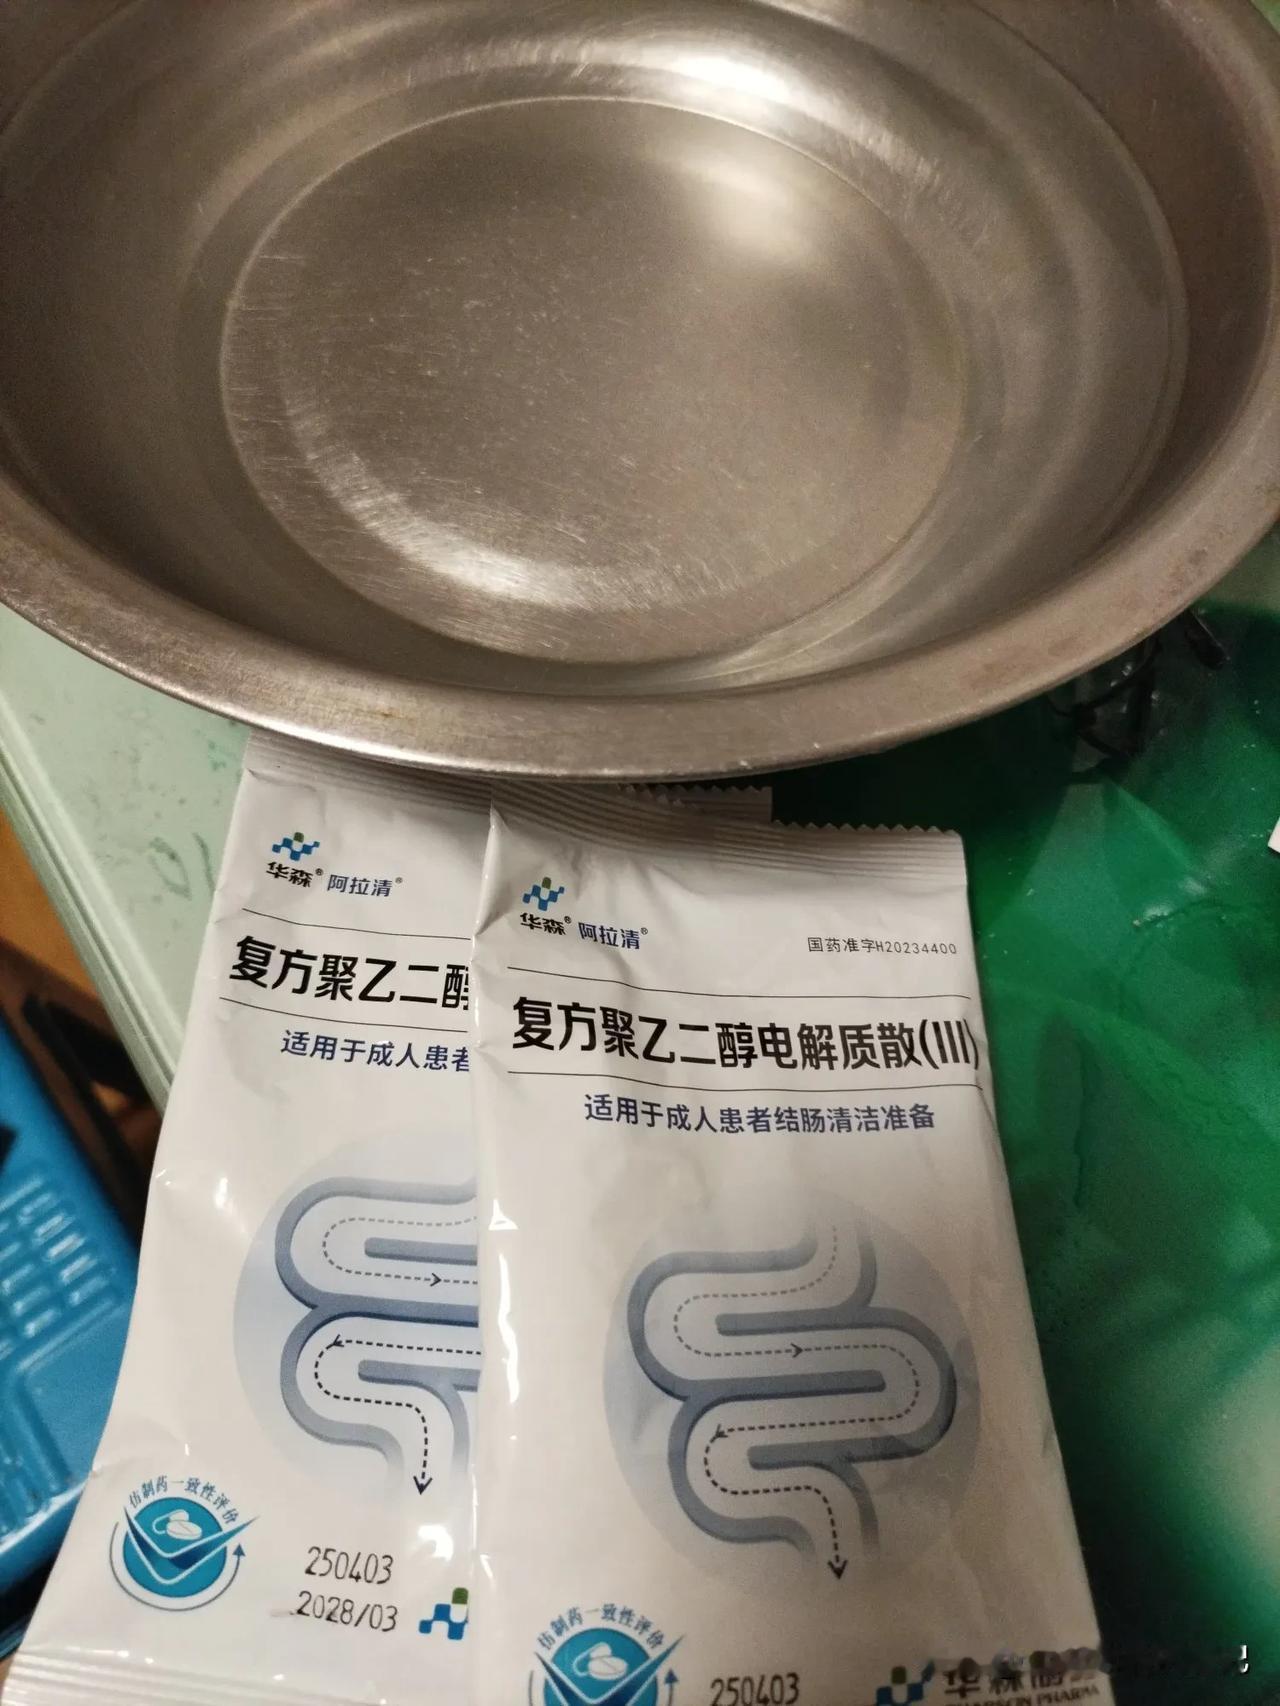 华森® 阿拉清®
复方聚乙二醇
适用于成人患者
仿制药一致性评价
250403
2028/03
华森® 阿拉清®
国药准字H20234400
复方聚乙二醇电解质散(III)
适用于成人患者结肠清洁准备
仿制药一致性评价
250403